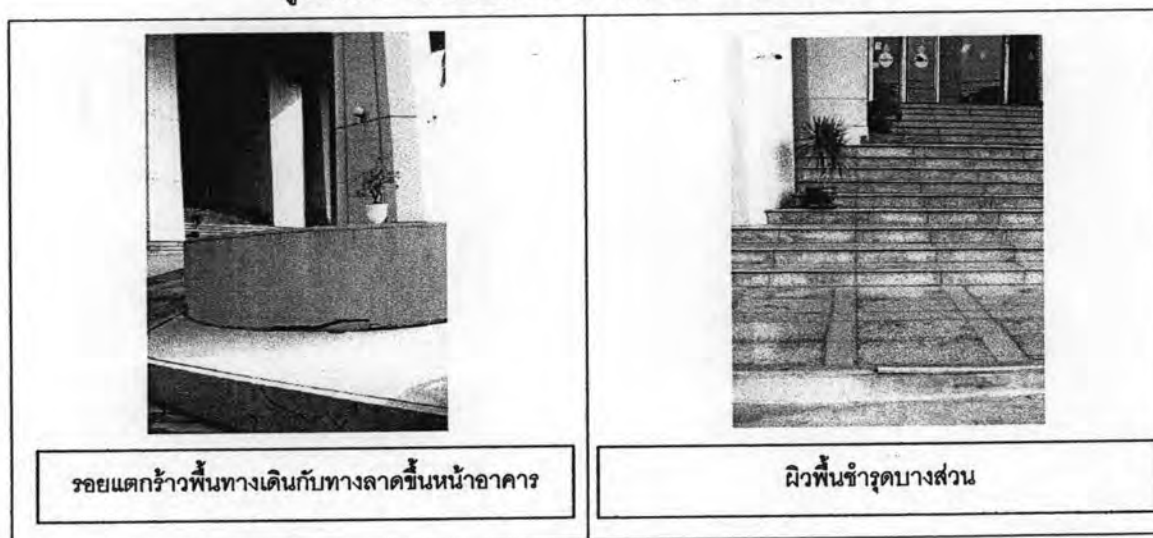 รอยแตกร้าวพื้นทางเดินกับทางลาดขึ้นหน้าอาคาร
ผิวพื้นชำรุดบางส่วน